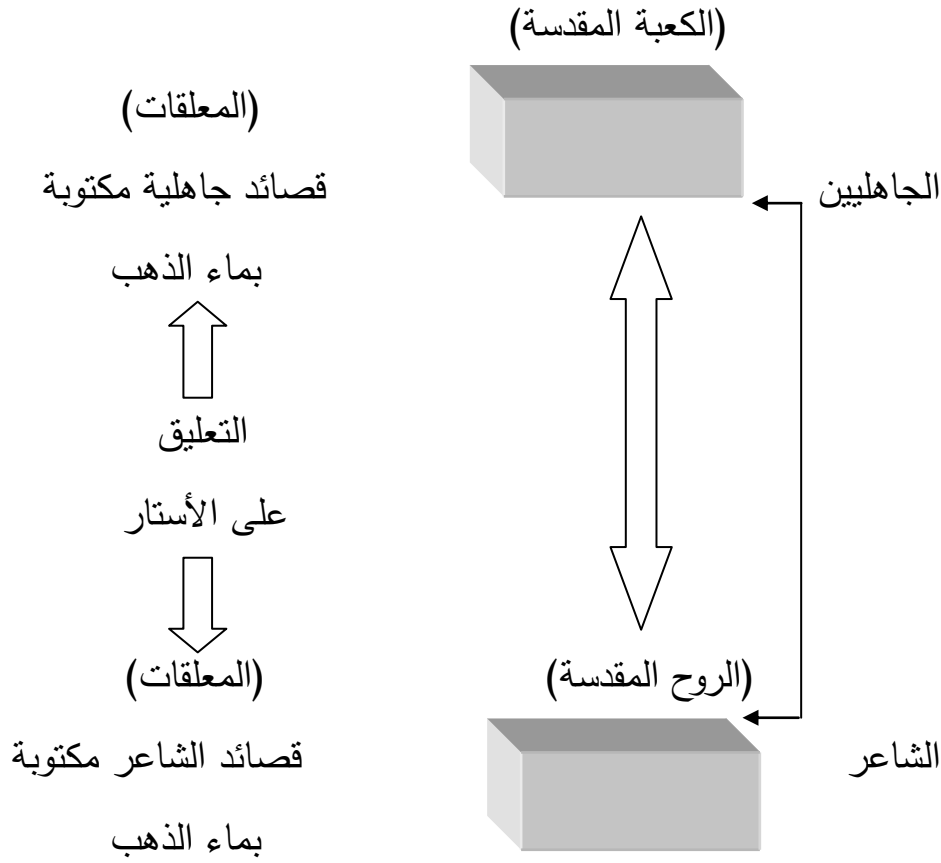 (الكعبة المقدسة)
(المعلقات)
الجاهليين
قصائد جاهلية مكتوبة
بماء الذهب
التعليق
على الأستار
(الروح المقدسة)
(المعلقات)
الشاعر
قصائد الشاعر مكتوبة
بماء الذهب